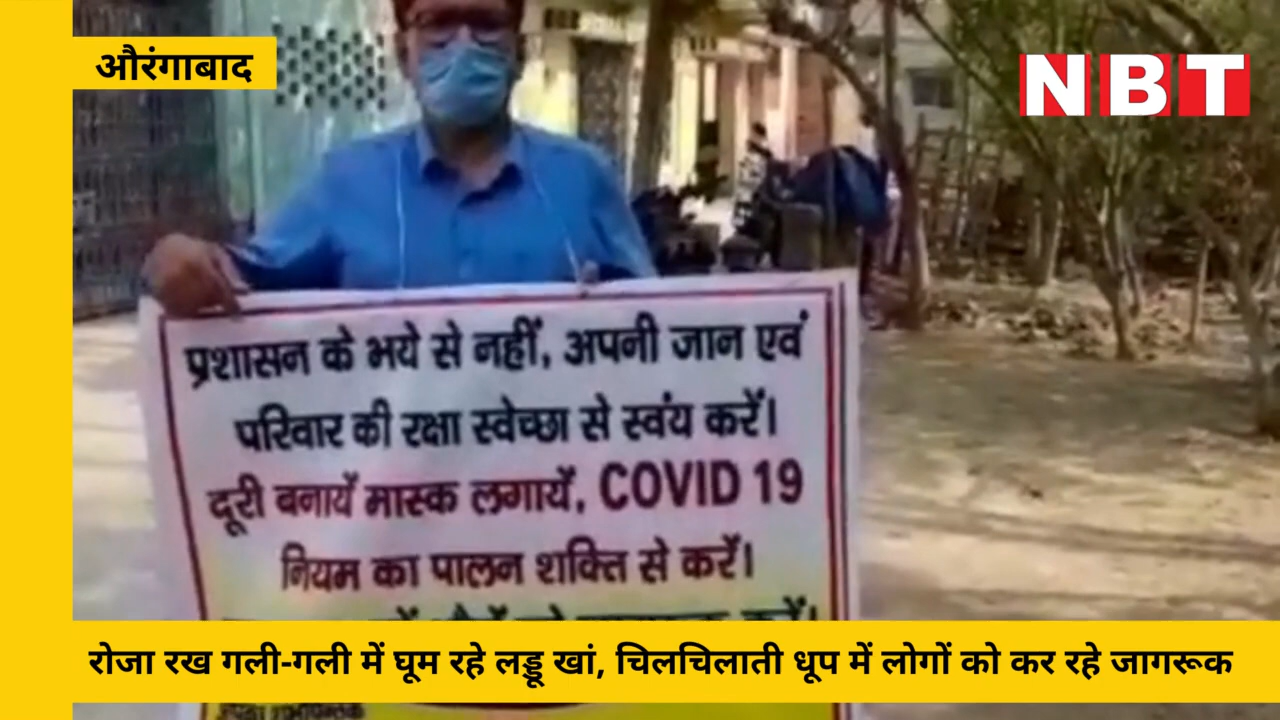 औरंगाबाद
NBT
प्रशासन के भये से नहीं, अपनी जान एवं
परिवार की रक्षा स्वेच्छा से स्वंय करें।
दूरी बनायें मास्क लगायें, COVID 19
नियम का पालन शक्ति से करें।
करें।
रोजा रख गली-गली में घूम रहे लड्डू खां, चिलचिलाती धूप में लोगों को कर रहे जागरूक